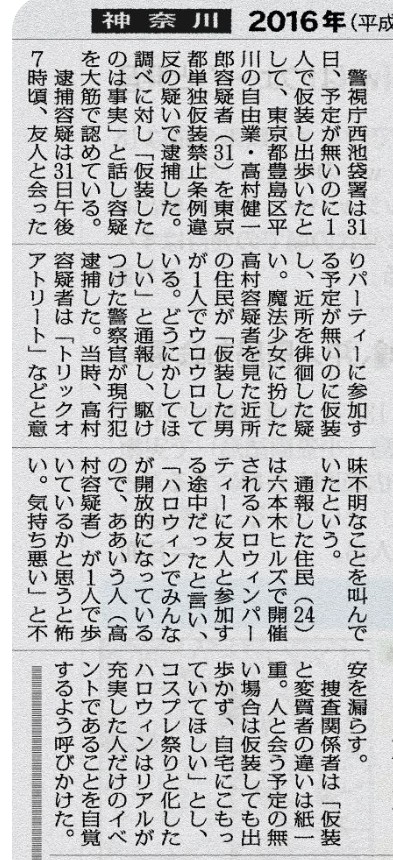 神奈川 2016年(平成
警視庁西池袋署は31
日、予定が無いのに1
人で仮装し出歩いたと
して、東京都豊島区平
川の自由業・高村健一
郎容疑者(31)を東京
都単独仮装禁止条例違
反の疑いで逮捕した。
調べに対し「仮装した
のは事実」と話し容疑
を大筋で認めている。
逮捕容疑は31日午後
7時頃、友人と会った
りパーティーに参加す
る予定が無いのに仮装
し、近所を徘徊した疑
い。魔法少女に扮した
高村容疑者を見た近所
の住民が「仮装した男
が1人でウロウロして
いる。どうにかしてほ
しい」と通報し、駆け
つけた警察官が現行犯
逮捕した。当時、高村
容疑者は「トリックオ
アトリート」などと意
味不明なことを叫んで
いたという。
通報した住民(24)
は六本木ヒルズで開催
されるハロウィンパー
ティーに友人と参加す
る途中だったと言い、
「ハロウィンでみんな
が開放的になっている
ので、ああいう人(高
村容疑者)が1人で歩
いているかと思うと怖
い。気持ち悪い」と不
安を漏らす。
捜査関係者は「仮装
と変質者の違いは紙一
重。人と会う予定の無
い場合は仮装しても出
歩かず、自宅にこもっ
ていてほしい」とし、
コスプレ祭りと化した
ハロウィンはリアルが
充実した人だけのイベ
ントであることを自覚
するよう呼びかけた。